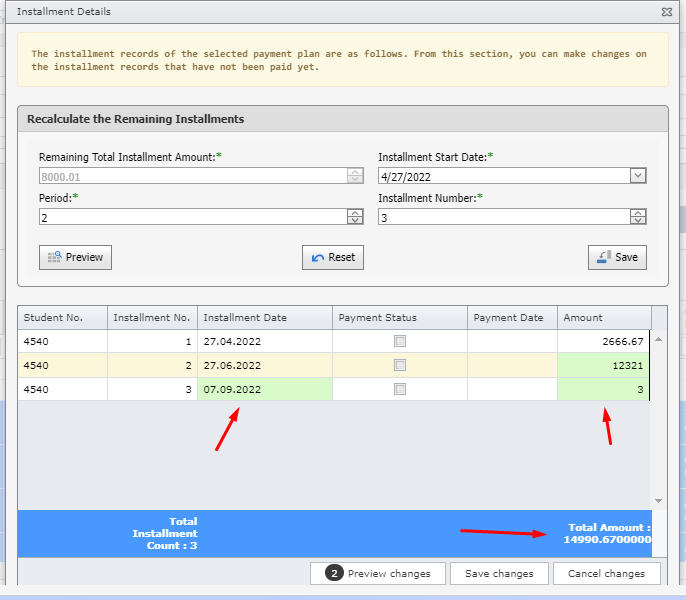 Installment Details
The installment records of the selected payment plan are as follows. From this section, you can make changes on
the installment records that have not been paid yet.
Recalculate the Remaining Installments
Remaining Total Installment Amount:* Installment Start Date:*
8000.01 4/27/2022
Period:* Installment Number:*
2 3
Preview Reset Save
Student No. Installment No. Installment Date Payment Status Payment Date Amount
4540 1 27.04.2022 2666.67
4540 2 27.06.2022 12321
4540 3 07.09.2022 3
Total
Installment
Count : 3
Total Amount :
14990.6700000
2 Preview changes Save changes Cancel changes